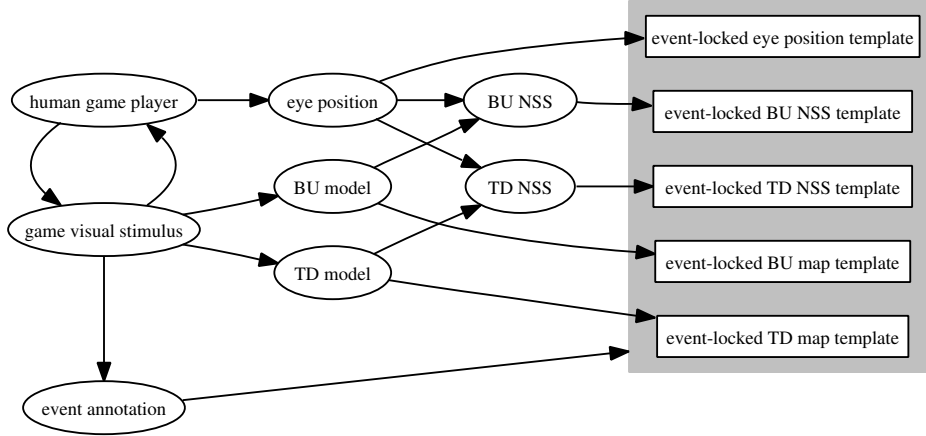 event-locked eye position template
human game player
eye position
BU NSS
event-locked BU NSS template
BU model
TD NSS
event-locked TD NSS template
game visual stimulus
TD model
event-locked BU map template
event-locked TD map template
event annotation